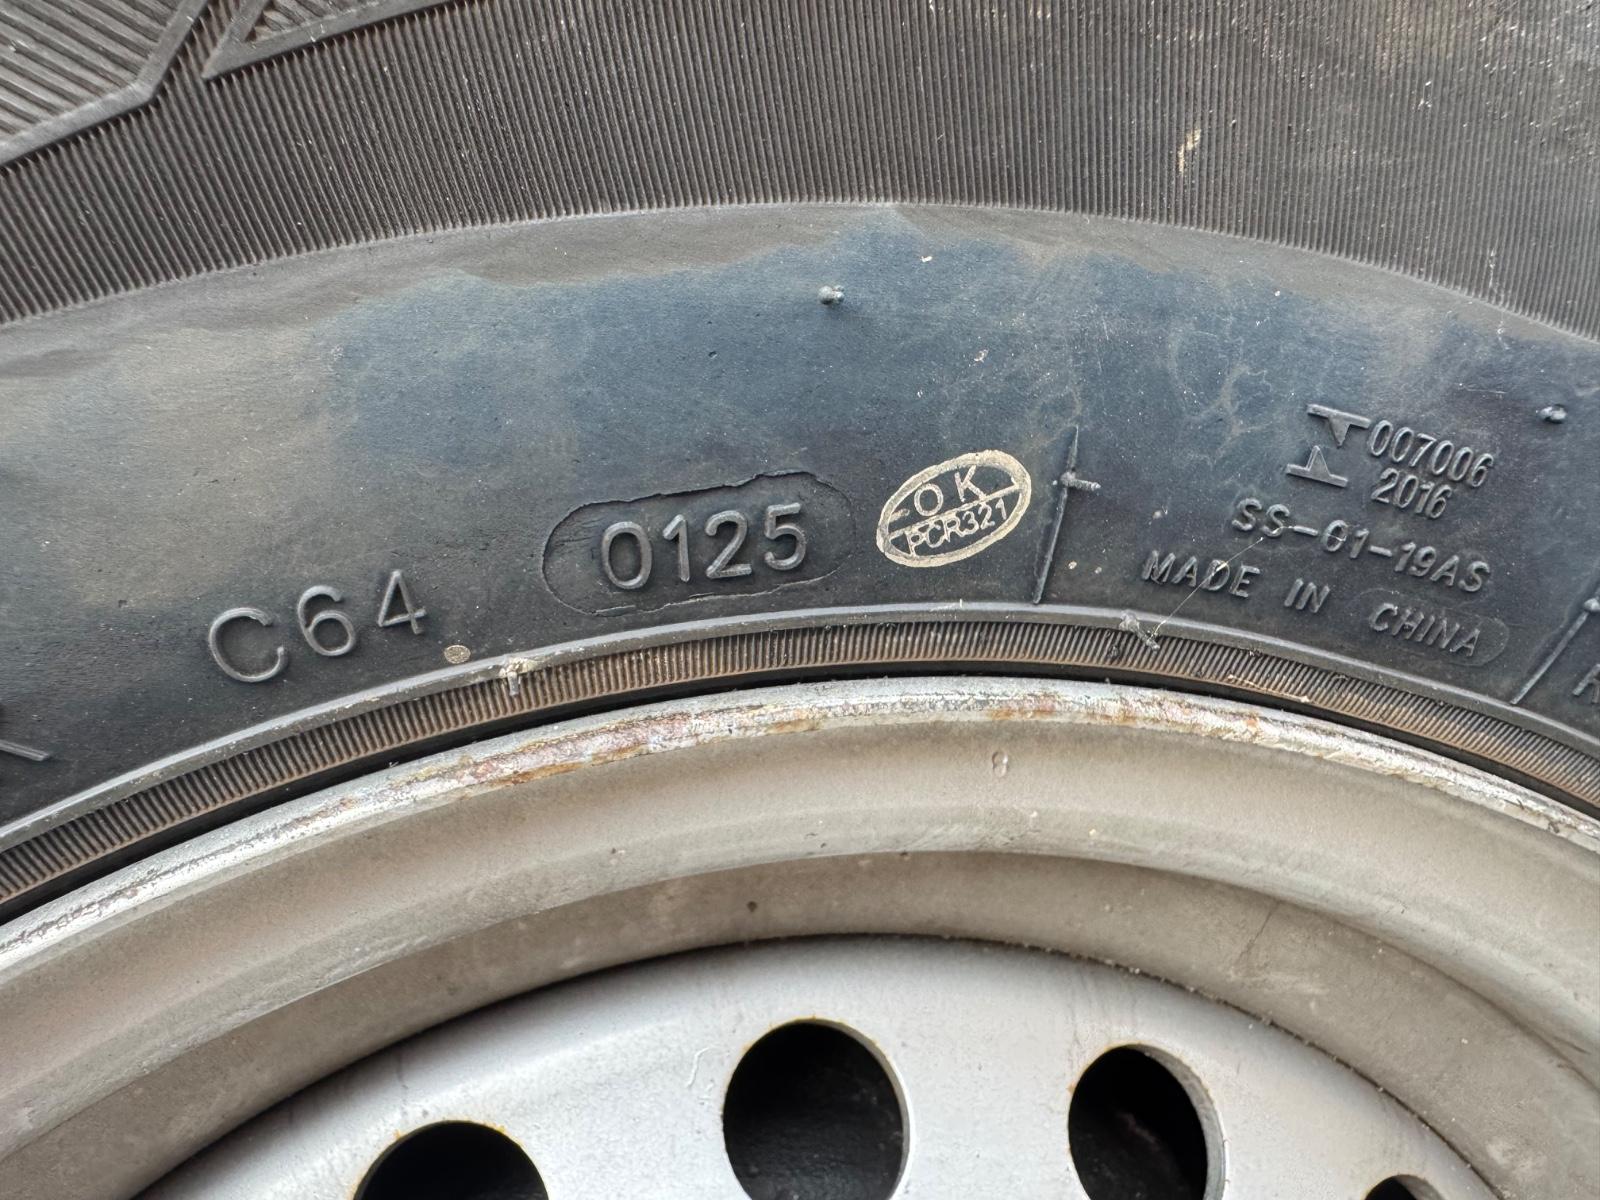 C64
0125
OK
PCR321
007006
2016
SS-01-19AS
MADE IN CHINA